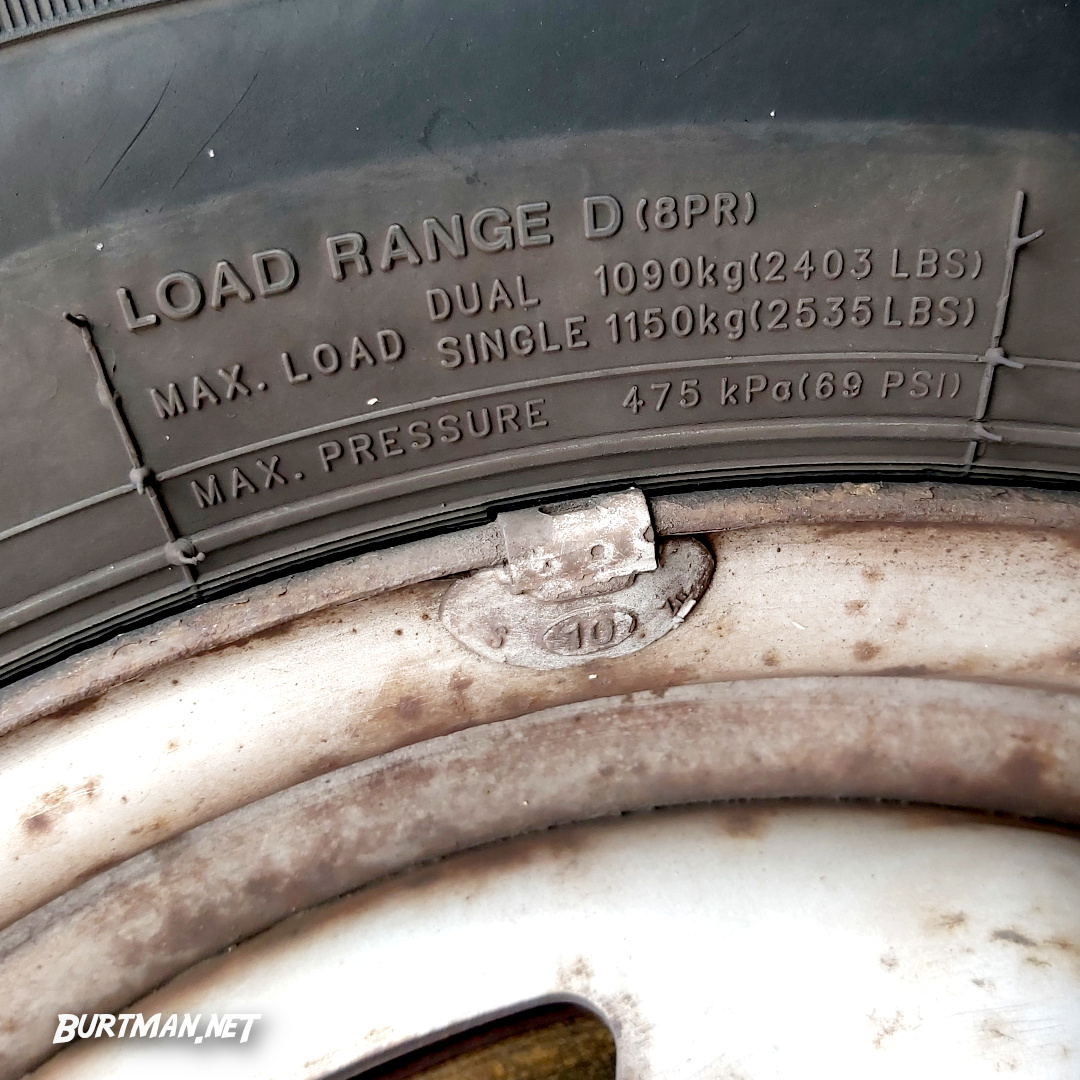 LOAD RANGE D (8PR)
MAX. LOAD DUAL 1090kg(2403 LBS)
SINGLE 1150kg(2535 LBS)
MAX. PRESSURE 475 kPa(69 PSI)
10
BURTMAN.NET